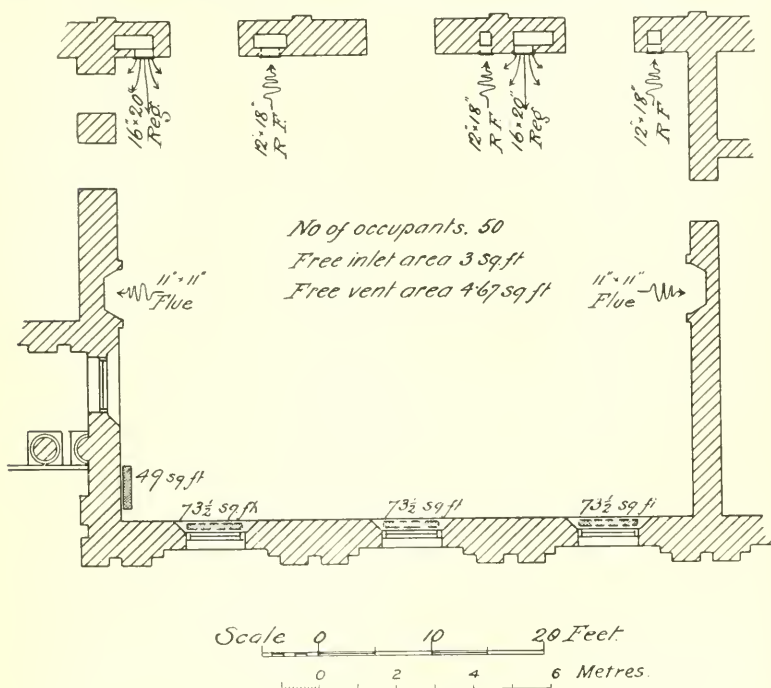 16"×20" Reg.
12"×18" R F.
12"×18" R F.
16"×20" Reg
12"×18" R F
No of occupants. 50
Free inlet area 3 sq.ft
Free vent area 4·67 sq ft
11"×11" Flue
11"×11" Flue
49 sq ft
73½ sq ft
73½ sq ft
73½ sq ft
Scale 0 10 20 Feet.
0 2 4 6 Metres.